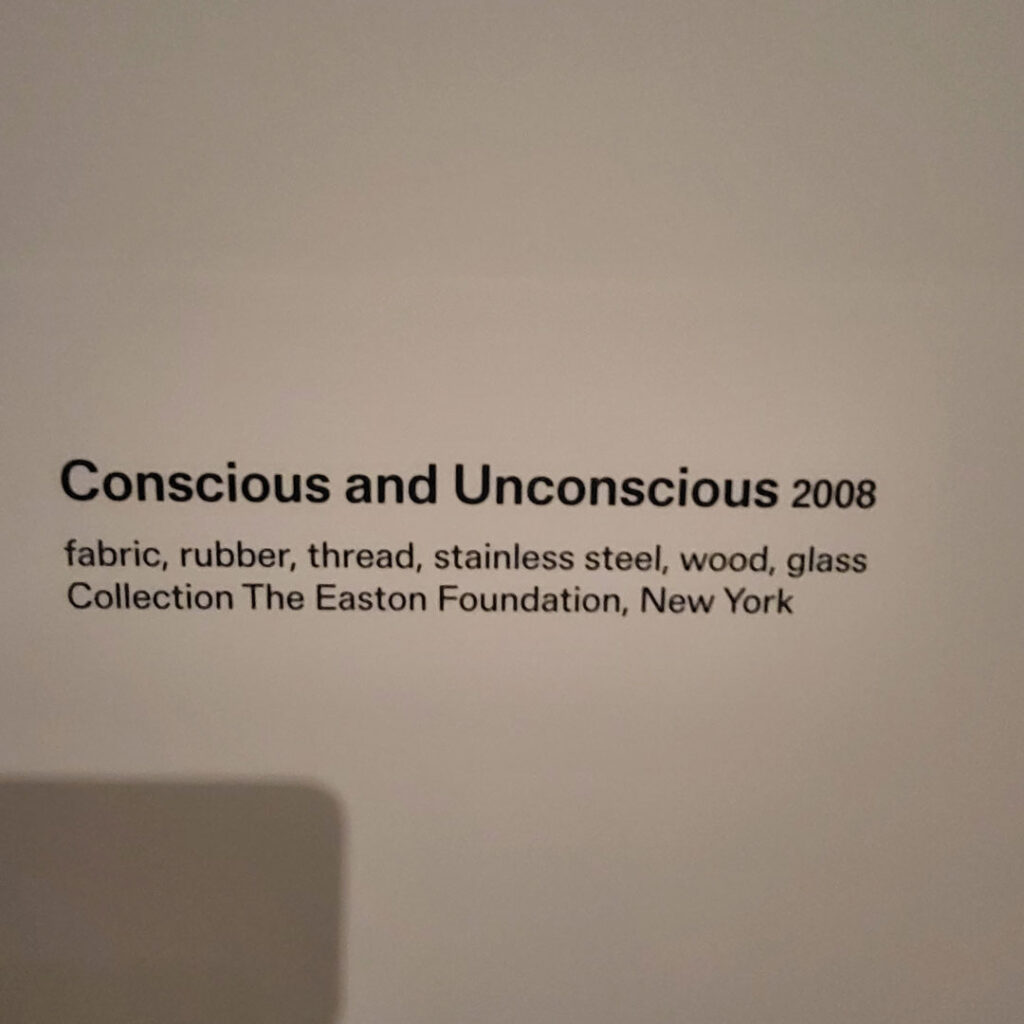 Conscious and Unconscious 2008
fabric, rubber, thread, stainless steel, wood, glass
Collection The Easton Foundation, New York